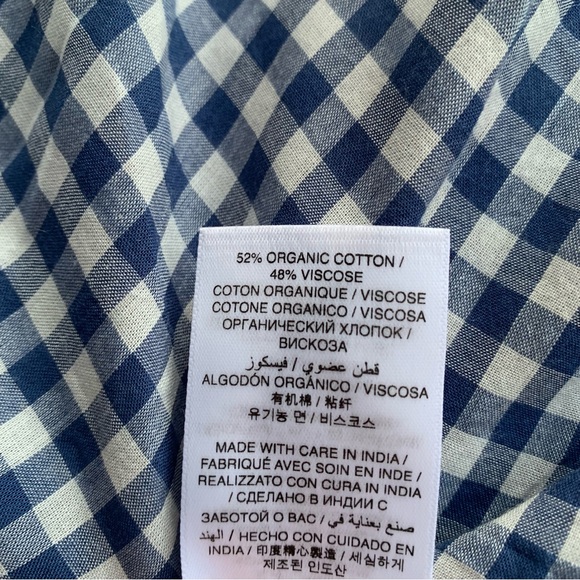 52% ORGANIC COTTON /
48% VISCOSE
COTON ORGANIQUE / VISCOSE
COTONE ORGANICO / VISCOSA
ОРГАНИЧЕСКИЙ ХЛОПОК /
ВИСКОЗА
قطن عضوي / فيسكوز
ALGODÓN ORGÁNICO / VISCOSA
有机棉 / 粘纤
유기농 면 / 비스코스
MADE WITH CARE IN INDIA /
FABRIQUÉ AVEC SOIN EN INDE /
REALIZZATO CON CURA IN INDIA
/ СДЕЛАНО В ИНДИИ С
ЗАБОТОЙ О ВАС / صنع بعناية في
الهند / HECHO CON CUIDADO EN
INDIA / 印度精心製造 / 세심하게
제조된 인도산